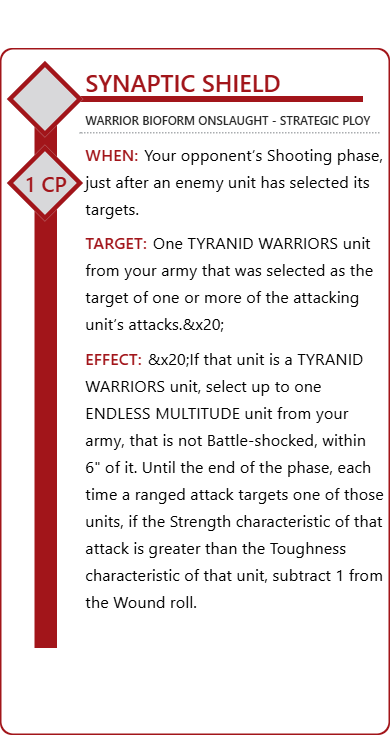 SYNAPTIC SHIELD
WARRIOR BIOFORM ONSLAUGHT - STRATEGIC PLOY
1 CP
WHEN: Your opponent's Shooting phase,
just after an enemy unit has selected its
targets.
TARGET: One TYRANID WARRIORS unit
from your army that was selected as the
target of one or more of the attacking
unit's attacks.&x20;
EFFECT: &x20;If that unit is a TYRANID
WARRIORS unit, select up to one
ENDLESS MULTITUDE unit from your
army, that is not Battle-shocked, within
6" of it. Until the end of the phase, each
time a ranged attack targets one of those
units, if the Strength characteristic of that
attack is greater than the Toughness
characteristic of that unit, subtract 1 from
the Wound roll.